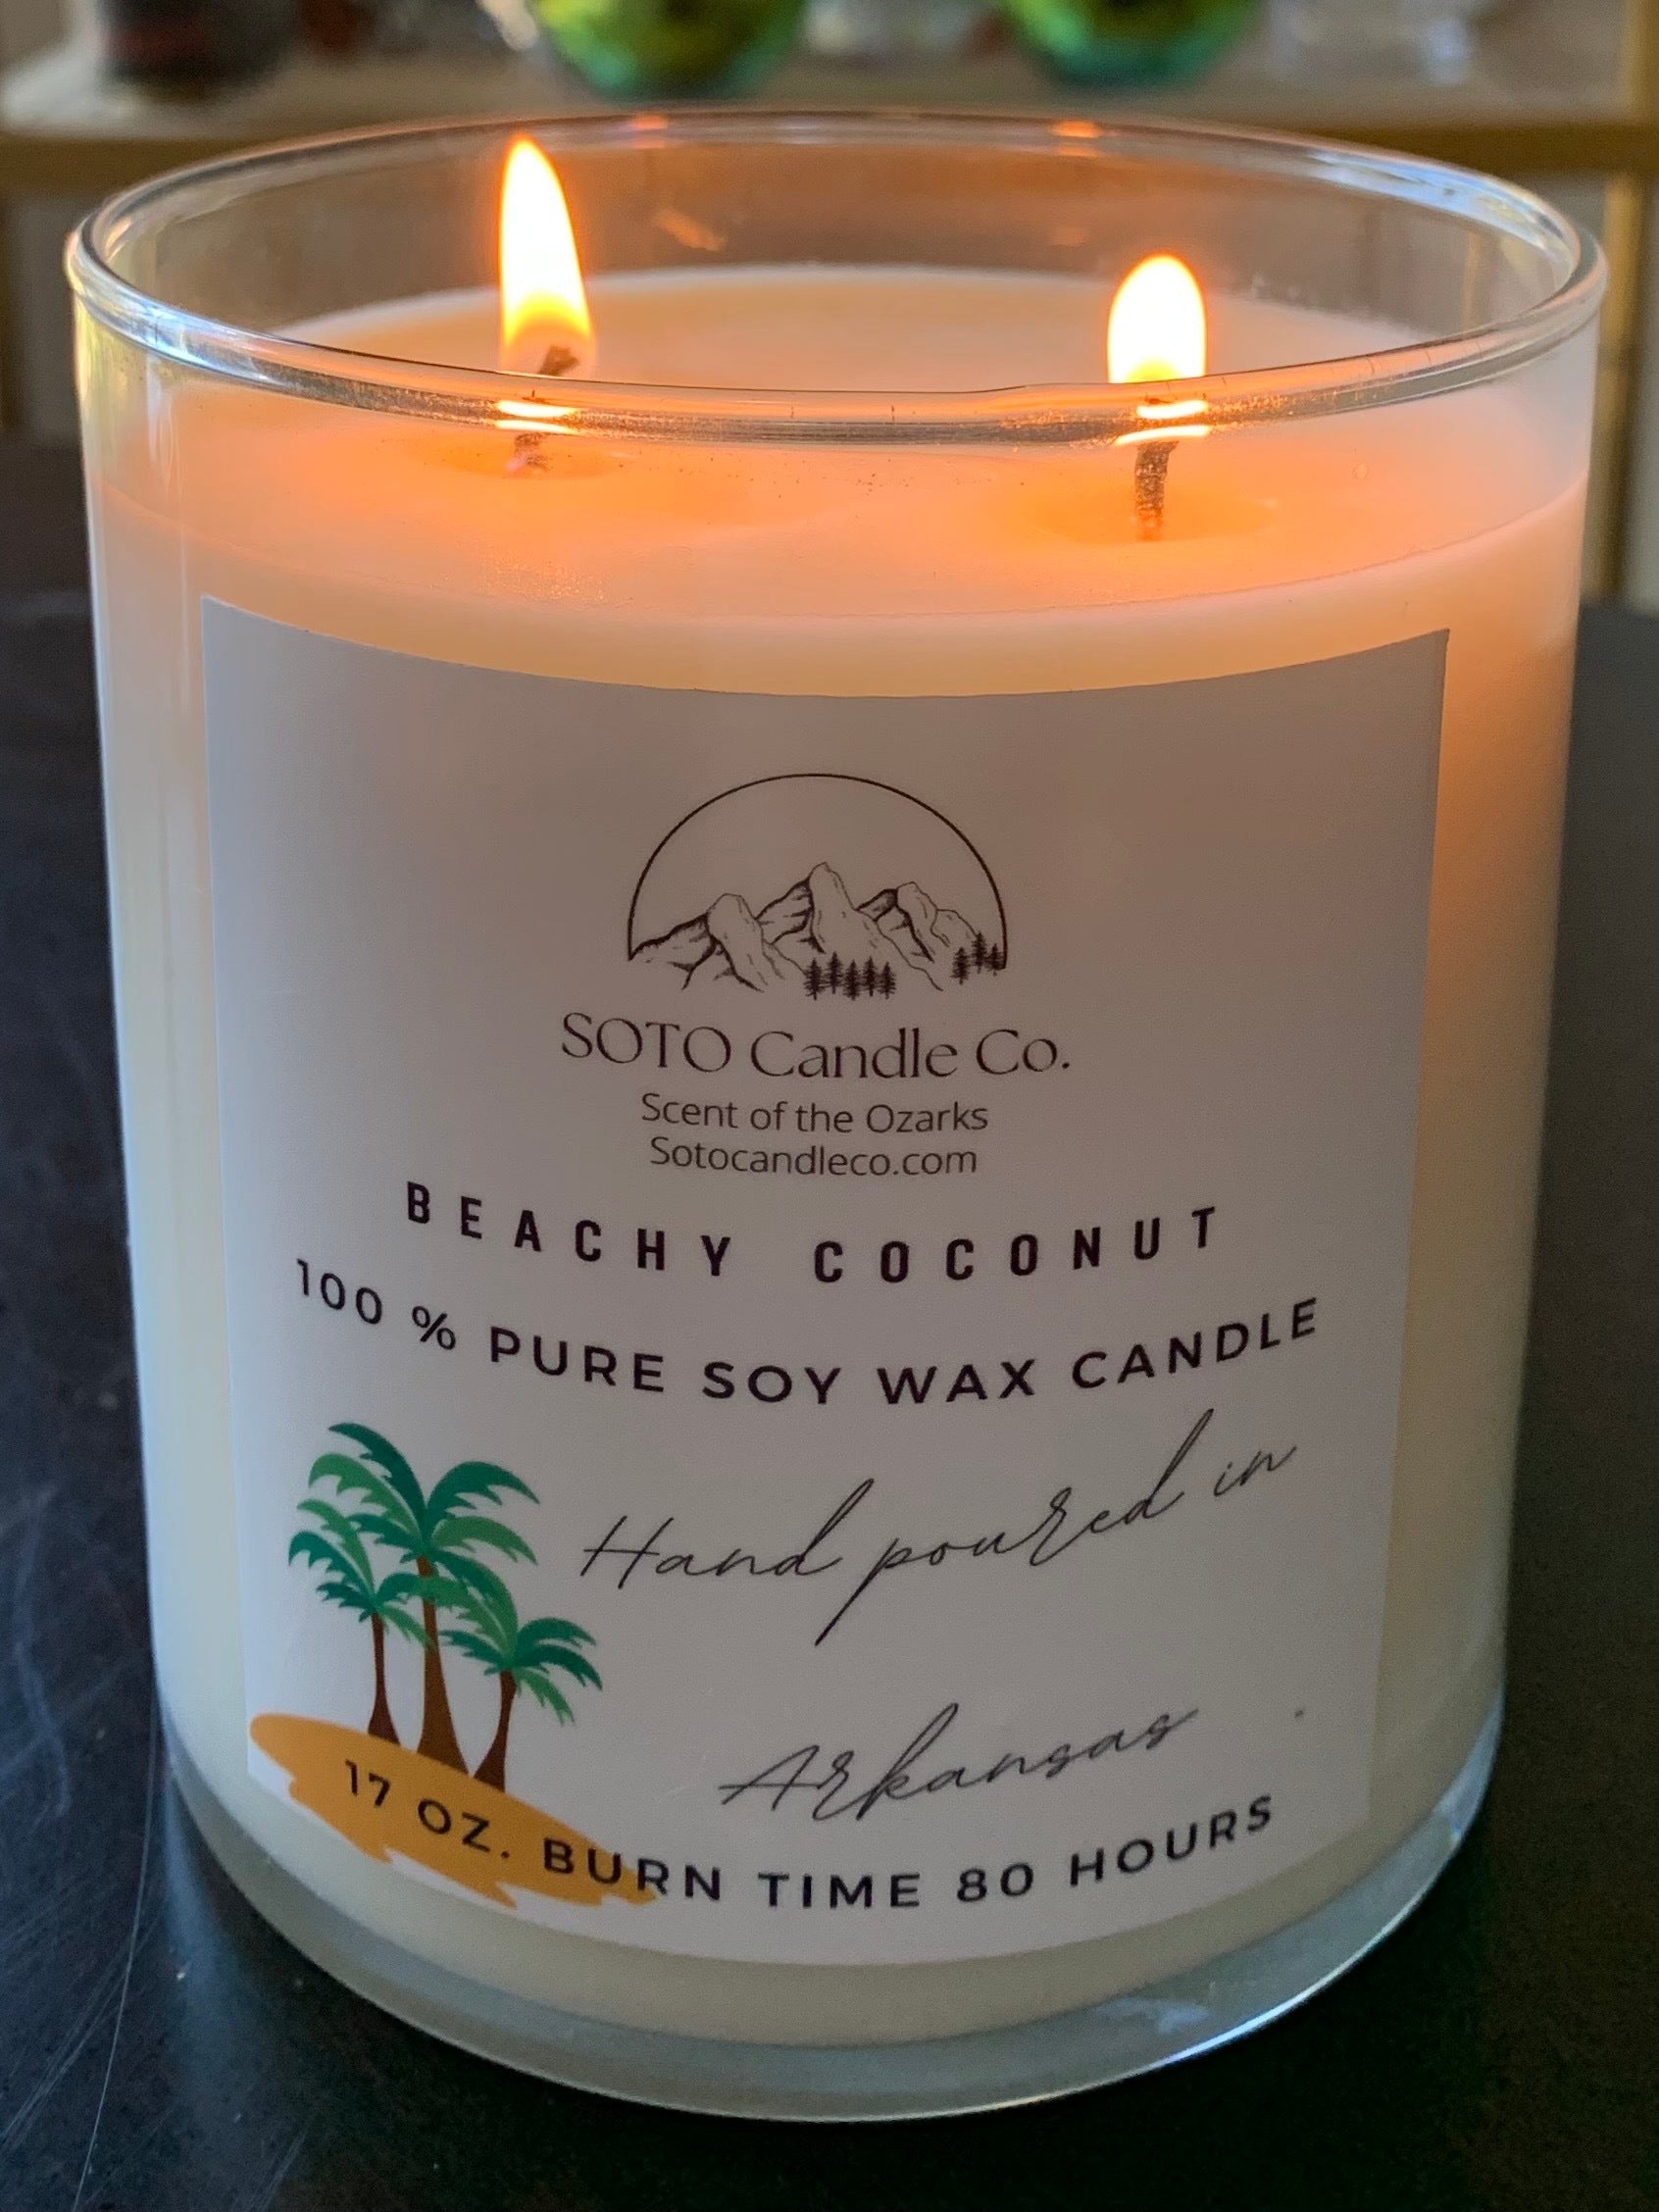 SOTO Candle Co.
Scent of the Ozarks
Sotocandleco.com
BEACHY COCONUT
100 % PURE SOY WAX CANDLE
Hand poured in
Arkansas
17 OZ. BURN TIME 80 HOURS